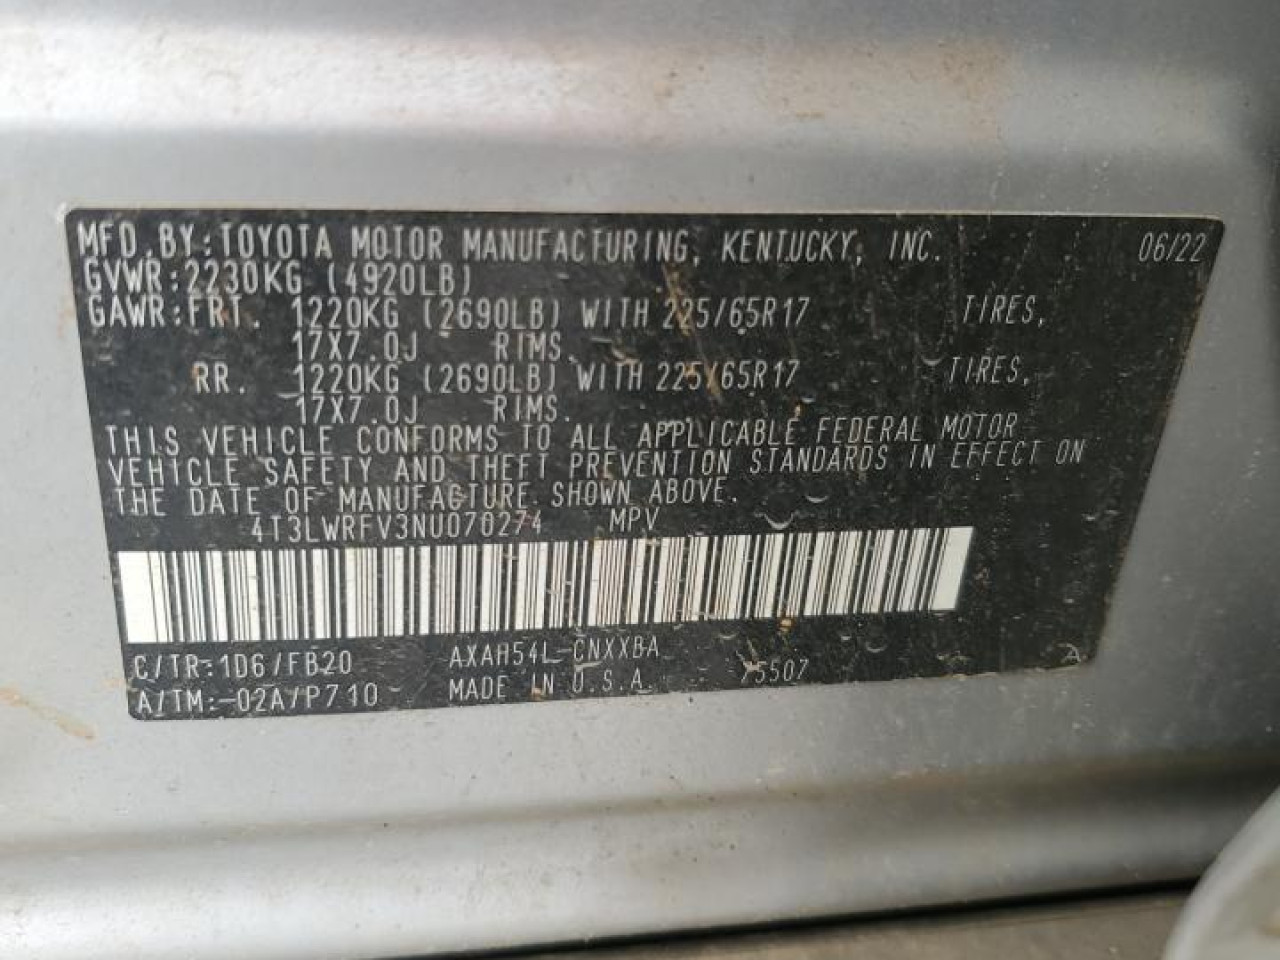 MFD. BY: TOYOTA MOTOR MANUFACTURING, KENTUCKY, INC. 06/22
GVWR: 2230KG (4920LB)
GAWR: FRT. 1220KG (2690LB) WITH 225/65R17 TIRES,
17X7.0J RIMS.
RR. 1220KG (2690LB) WITH 225/65R17 TIRES,
17X7.0J RIMS.
THIS VEHICLE CONFORMS TO ALL APPLICABLE FEDERAL MOTOR
VEHICLE SAFETY AND THEFT PREVENTION STANDARDS IN EFFECT ON
THE DATE OF MANUFACTURE SHOWN ABOVE.
4T3LWRFV3NU070274 MPV
C/TR: 1D6/FB20 AXAH54L-CNXXBA
A/TM: -02A/P710 MADE IN U.S.A. 75507 A